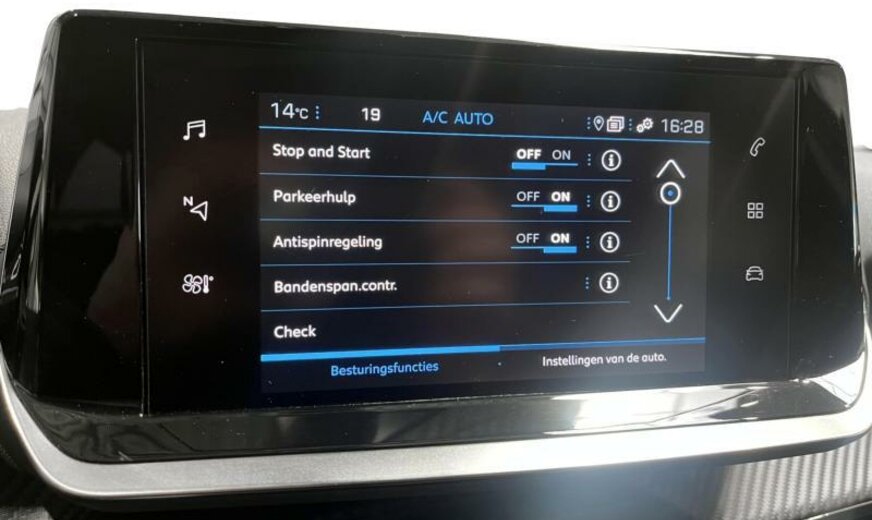 14°C 19 A/C AUTO 16:28
Stop and Start OFF ON
Parkeerhulp OFF ON
N
Antispinregeling OFF ON
Bandenspan.contr.
Check
Besturingsfuncties Instellingen van de auto.